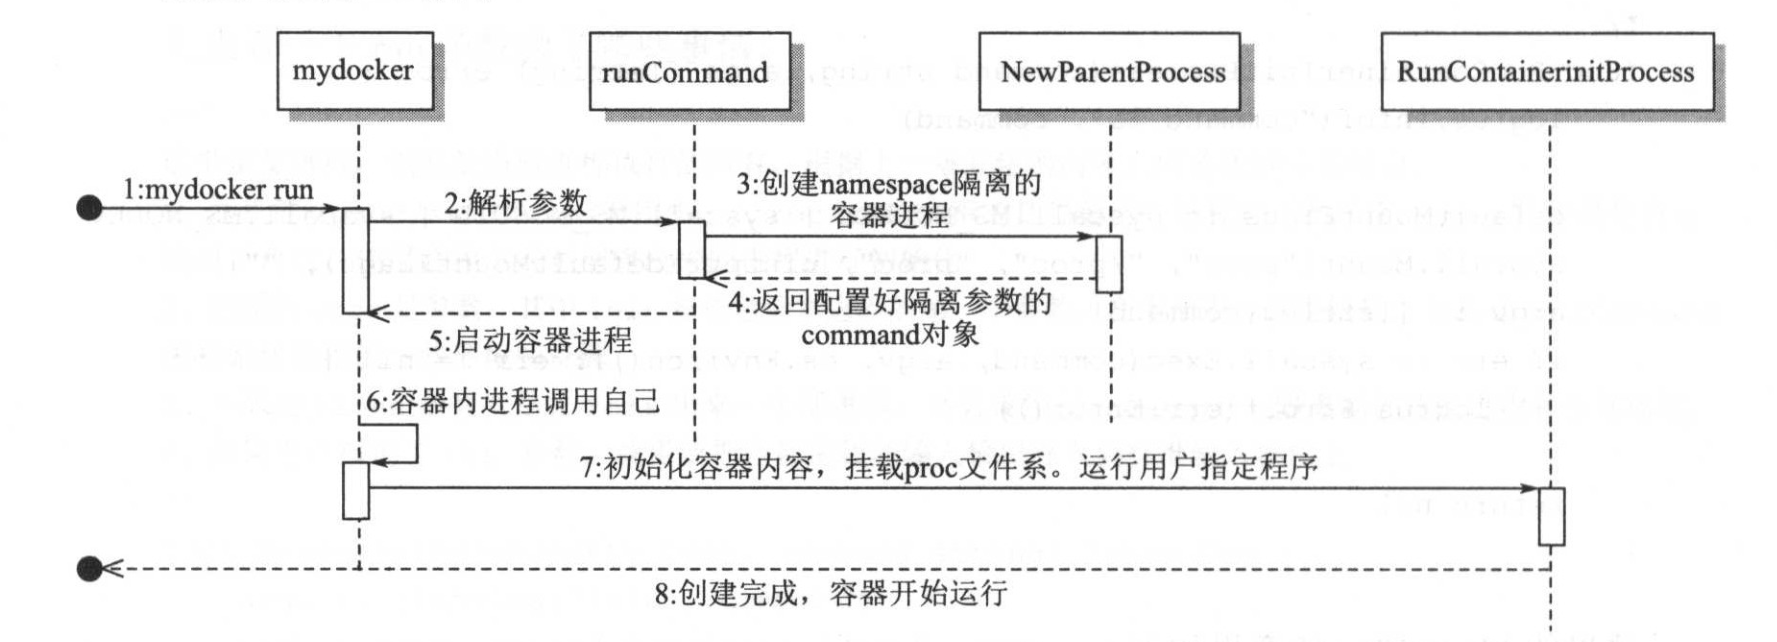 mydocker
runCommand
NewParentProcess
RunContainerinitProcess
1:mydocker run
2:解析参数
3:创建namespace隔离的
容器进程
4:返回配置好隔离参数的
command对象
5:启动容器进程
6:容器内进程调用自己
7:初始化容器内容，挂载proc文件系。运行用户指定程序
8:创建完成，容器开始运行